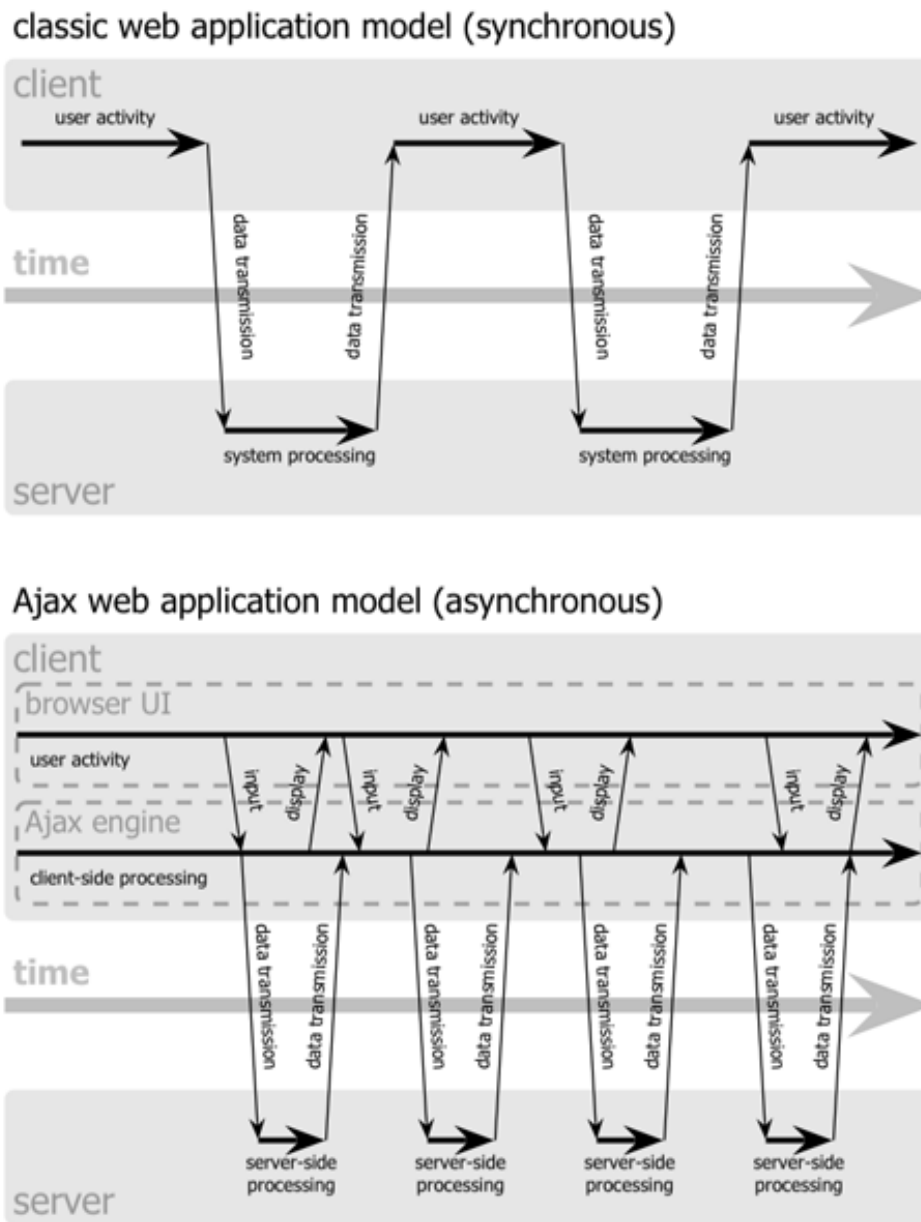 classic web application model (synchronous)
client
user activity
user activity
user activity
data transmission
data transmission
data transmission
data transmission
time
system processing
system processing
server
Ajax web application model (asynchronous)
client
browser UI
user activity
input
display
input
display
input
display
input
display
Ajax engine
client-side processing
data transmission
data transmission
data transmission
data transmission
data transmission
data transmission
data transmission
data transmission
time
server-side
processing
server-side
processing
server-side
processing
server-side
processing
server